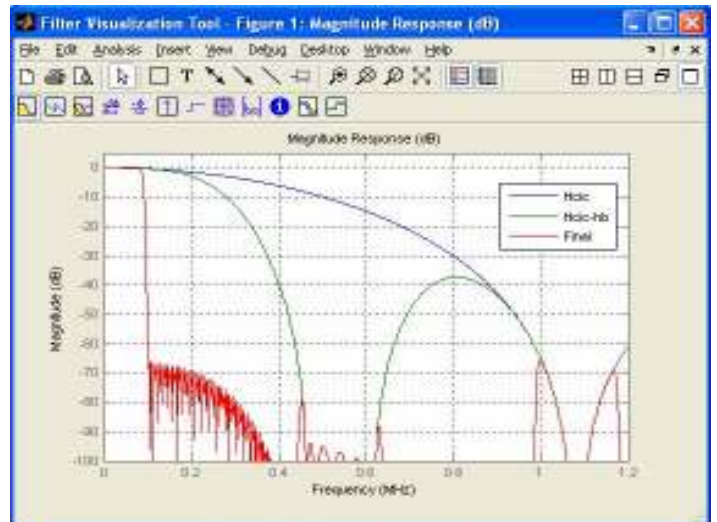 Filter Visualization Tool - Figure 1: Magnitude Response (dB)
File Edit Analysis Insert View Debug Desktop Window Help
Magnitude Response (dB)
0
-10
-20
-30
-40
-50
-60
-70
-80
-90
-100
Magnitude (dB)
Hcic
Hcic-hb
Final
0 0.2 0.4 0.6 0.8 1 1.2
Frequency (MHz)